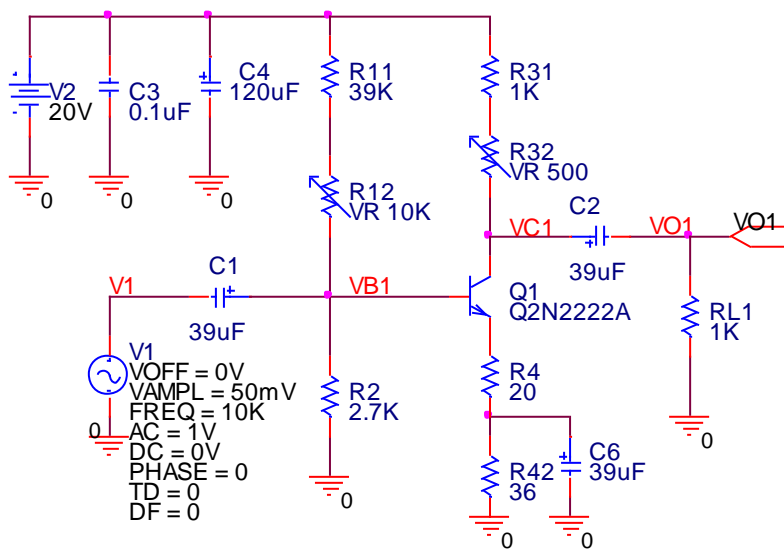 V2
20V
0
C3
0.1uF
0
C4
120uF
0
R11
39K
R12
VR 10K
R31
1K
R32
VR 500
VC1
C2
39uF
VO1
VO1
RL1
1K
0
V1
C1
39uF
VB1
Q1
Q2N2222A
V1
VOFF = 0V
VAMPL = 50mV
FREQ = 10K
AC = 1V
DC = 0V
PHASE = 0
TD = 0
DF = 0
0
R2
2.7K
0
R4
20
R42
36
0
C6
39uF
0